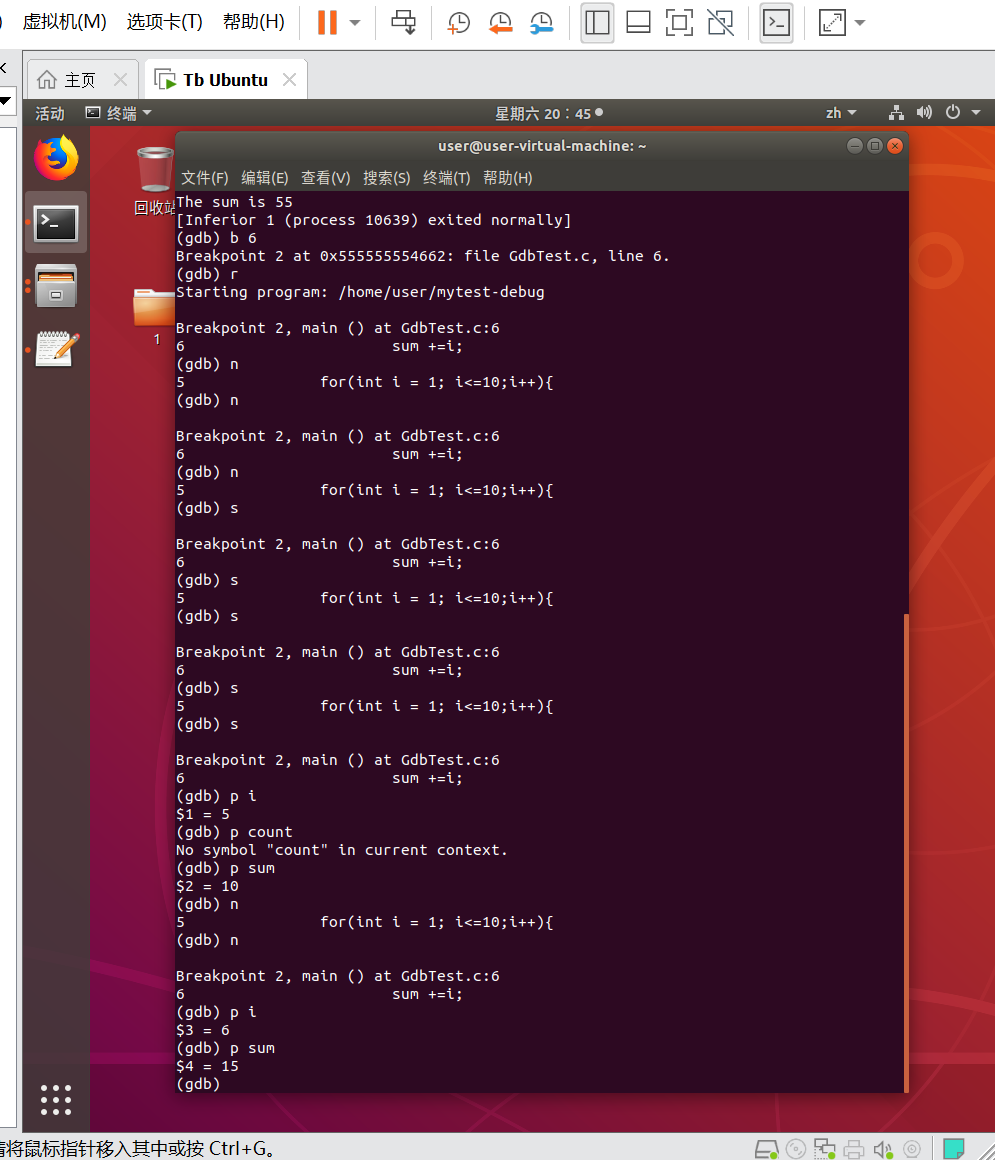 虚拟机(M) 选项卡(T) 帮助(H)
主页 Tb Ubuntu
活动 终端 星期六 20：45 zh
回收站
1
user@user-virtual-machine: ~
文件(F) 编辑(E) 查看(V) 搜索(S) 终端(T) 帮助(H)
The sum is 55
[Inferior 1 (process 10639) exited normally]
(gdb) b 6
Breakpoint 2 at 0x555555554662: file GdbTest.c, line 6.
(gdb) r
Starting program: /home/user/mytest-debug
Breakpoint 2, main () at GdbTest.c:6
6 sum +=i;
(gdb) n
5 for(int i = 1; i<=10;i++){
(gdb) n
Breakpoint 2, main () at GdbTest.c:6
6 sum +=i;
(gdb) n
5 for(int i = 1; i<=10;i++){
(gdb) s
Breakpoint 2, main () at GdbTest.c:6
6 sum +=i;
(gdb) s
5 for(int i = 1; i<=10;i++){
(gdb) s
Breakpoint 2, main () at GdbTest.c:6
6 sum +=i;
(gdb) s
5 for(int i = 1; i<=10;i++){
(gdb) s
Breakpoint 2, main () at GdbTest.c:6
6 sum +=i;
(gdb) p i
$1 = 5
(gdb) p count
No symbol "count" in current context.
(gdb) p sum
$2 = 10
(gdb) n
5 for(int i = 1; i<=10;i++){
(gdb) n
Breakpoint 2, main () at GdbTest.c:6
6 sum +=i;
(gdb) p i
$3 = 6
(gdb) p sum
$4 = 15
(gdb)
将鼠标指针移入其中或按 Ctrl+G。